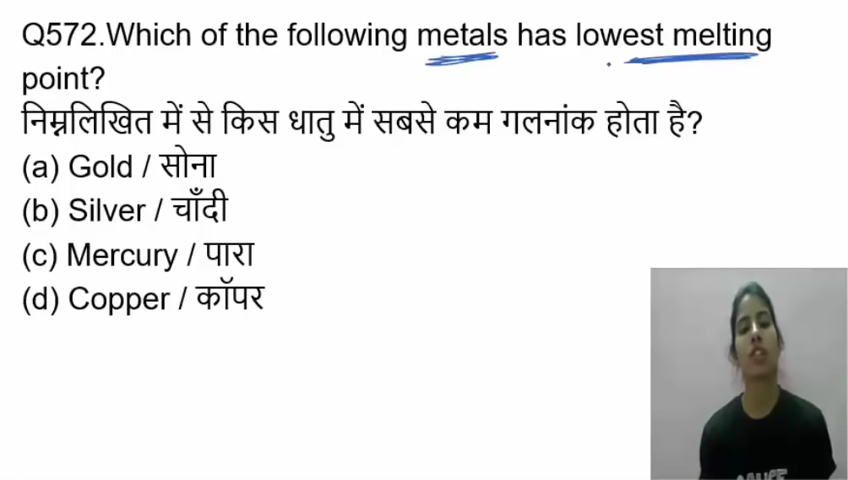 Q572.Which of the following metals has lowest melting
point?
निम्नलिखित में से किस धातु में सबसे कम गलनांक होता है?
(a) Gold / सोना
(b) Silver / चाँदी
(c) Mercury / पारा
(d) Copper / कॉपर